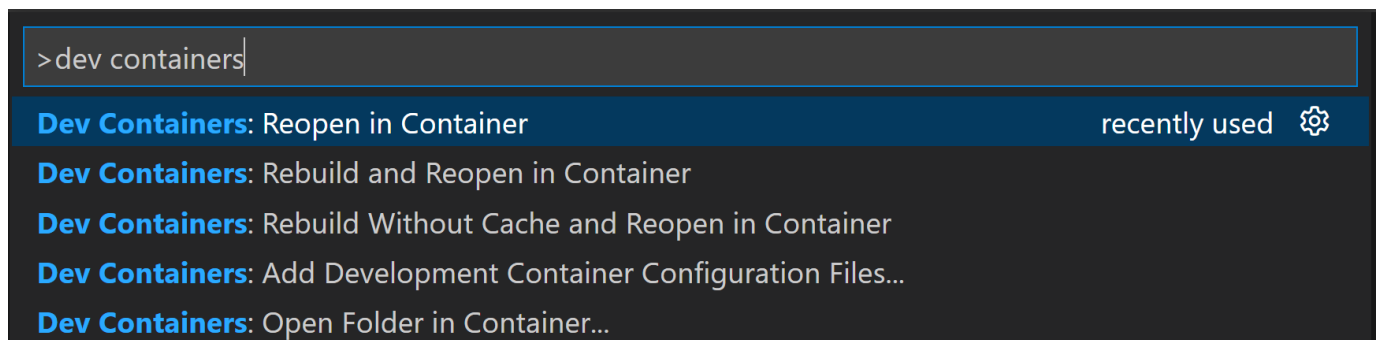 >dev containers
Dev Containers: Reopen in Container recently used
Dev Containers: Rebuild and Reopen in Container
Dev Containers: Rebuild Without Cache and Reopen in Container
Dev Containers: Add Development Container Configuration Files...
Dev Containers: Open Folder in Container...